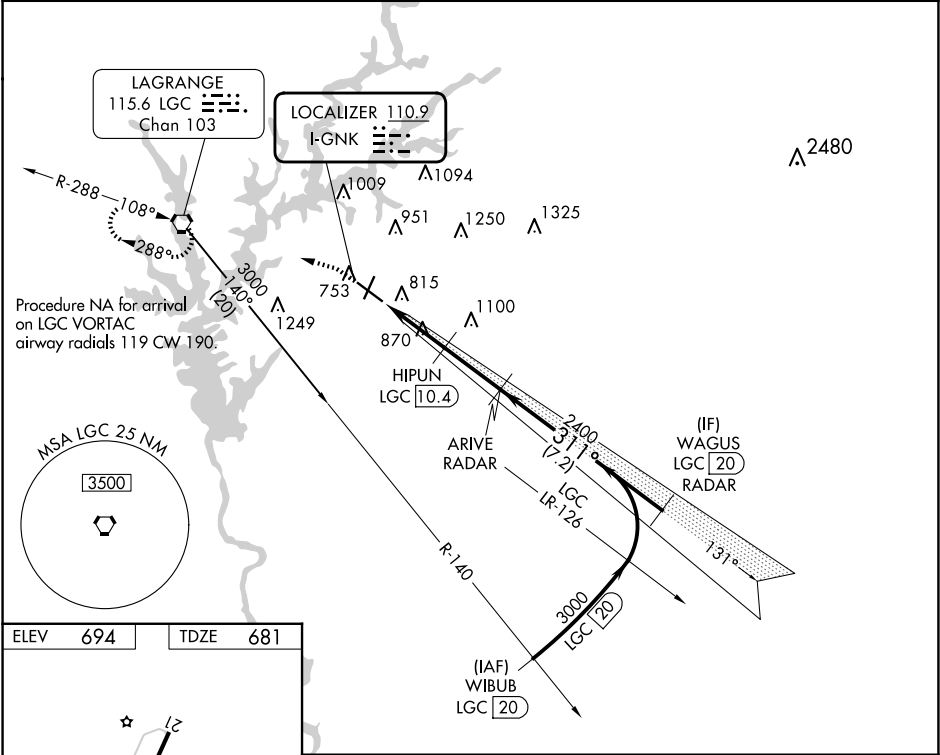 LAGRANGE
115.6 LGC
Chan 103
LOCALIZER 110.9
I-GNK
2480
1094
1009
R-288
108°
288°
951
1250
1325
3000
140°
(20)
753
815
1249
1100
870
Procedure NA for arrival
on LGC VORTAC
airway radials 119 CW 190.
HIPUN
LGC 10.4
ARIVE
RADAR
2400
311°
(7.2)
(IF)
WAGUS
LGC 20
RADAR
MSA LGC 25 NM
3500
LGC
LR-126
131°
R-140
3000
LGC 20
(IAF)
WIBUB
LGC 20
ELEV 694
TDZE 681
21